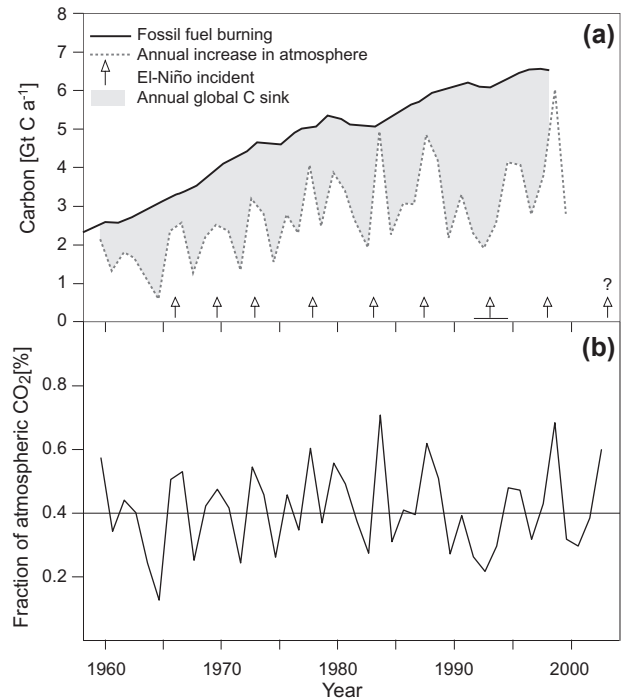 8
7
6
5
4
3
2
1
0
Carbon [Gt C a⁻¹]
Fossil fuel burning
Annual increase in atmosphere
El-Niño incident
Annual global C sink
(a)
?
(b)
0.8
0.6
0.4
0.2
Fraction of atmospheric CO₂[%]
1960 1970 1980 1990 2000
Year